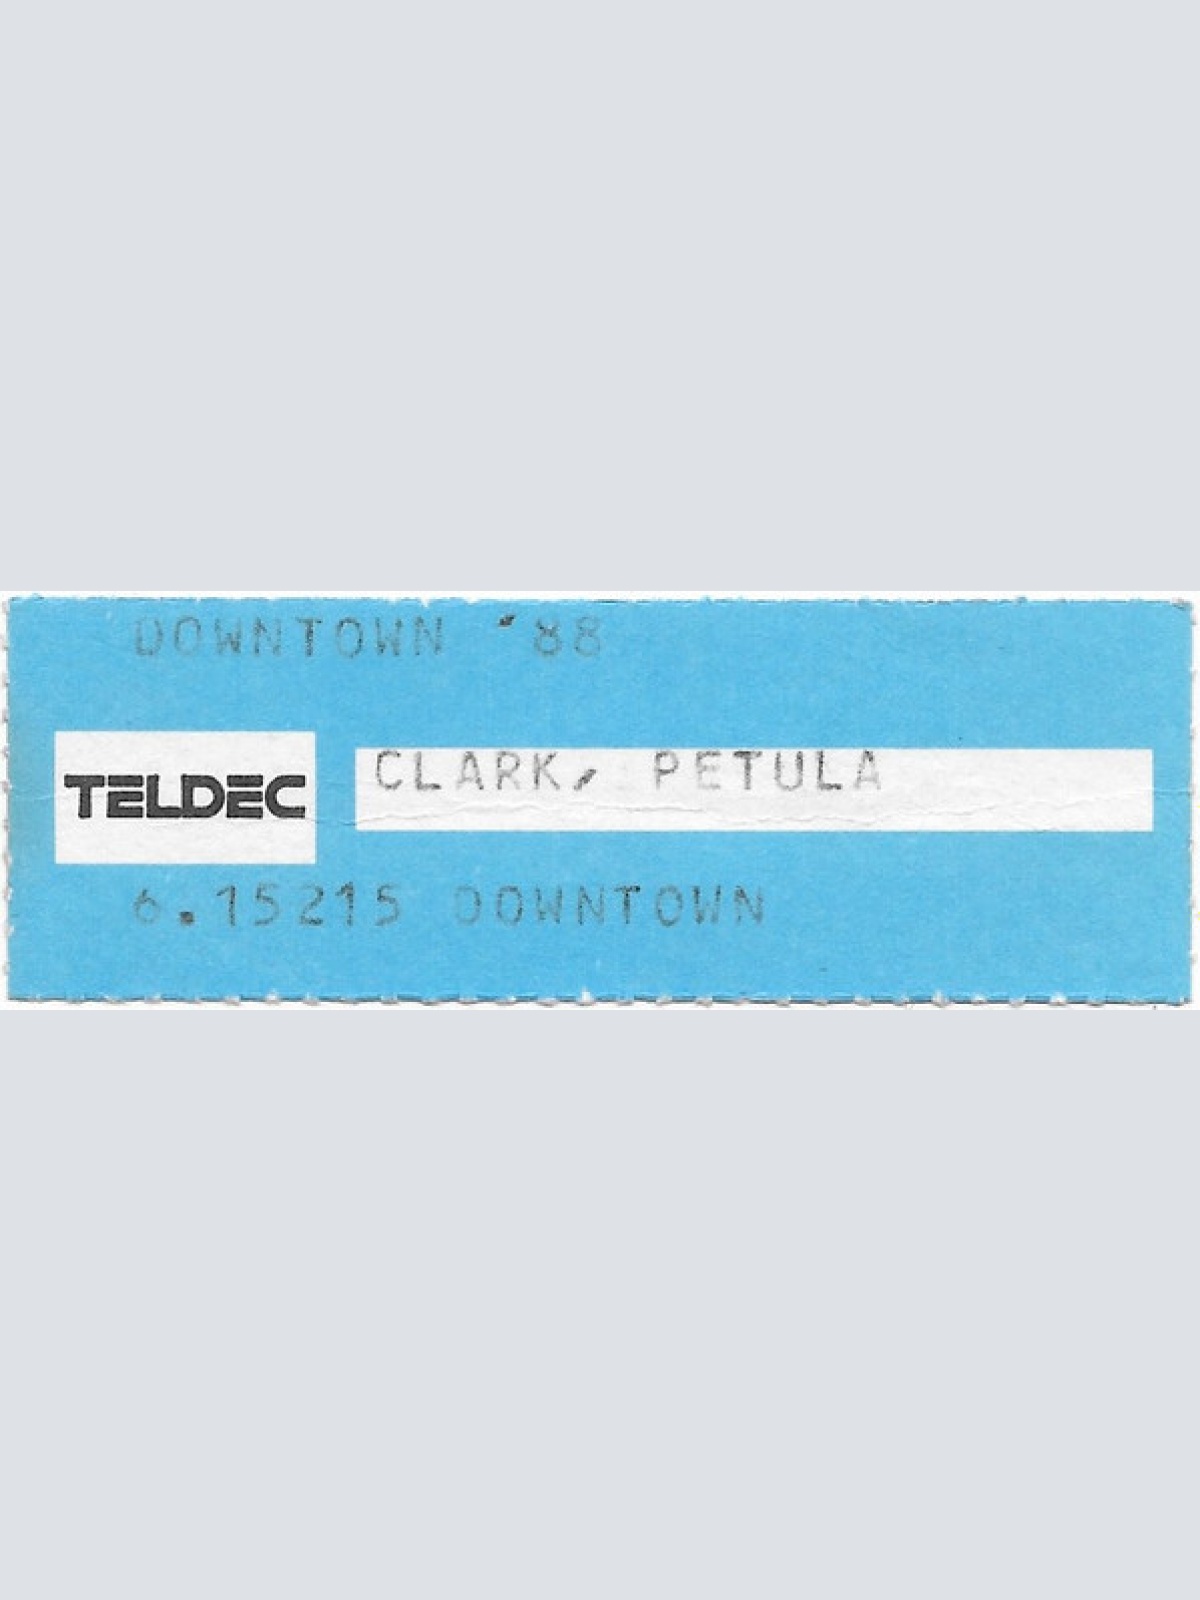 DOWNTOWN '88
TELDEC
CLARK, PETULA
6.15215 DOWNTOWN